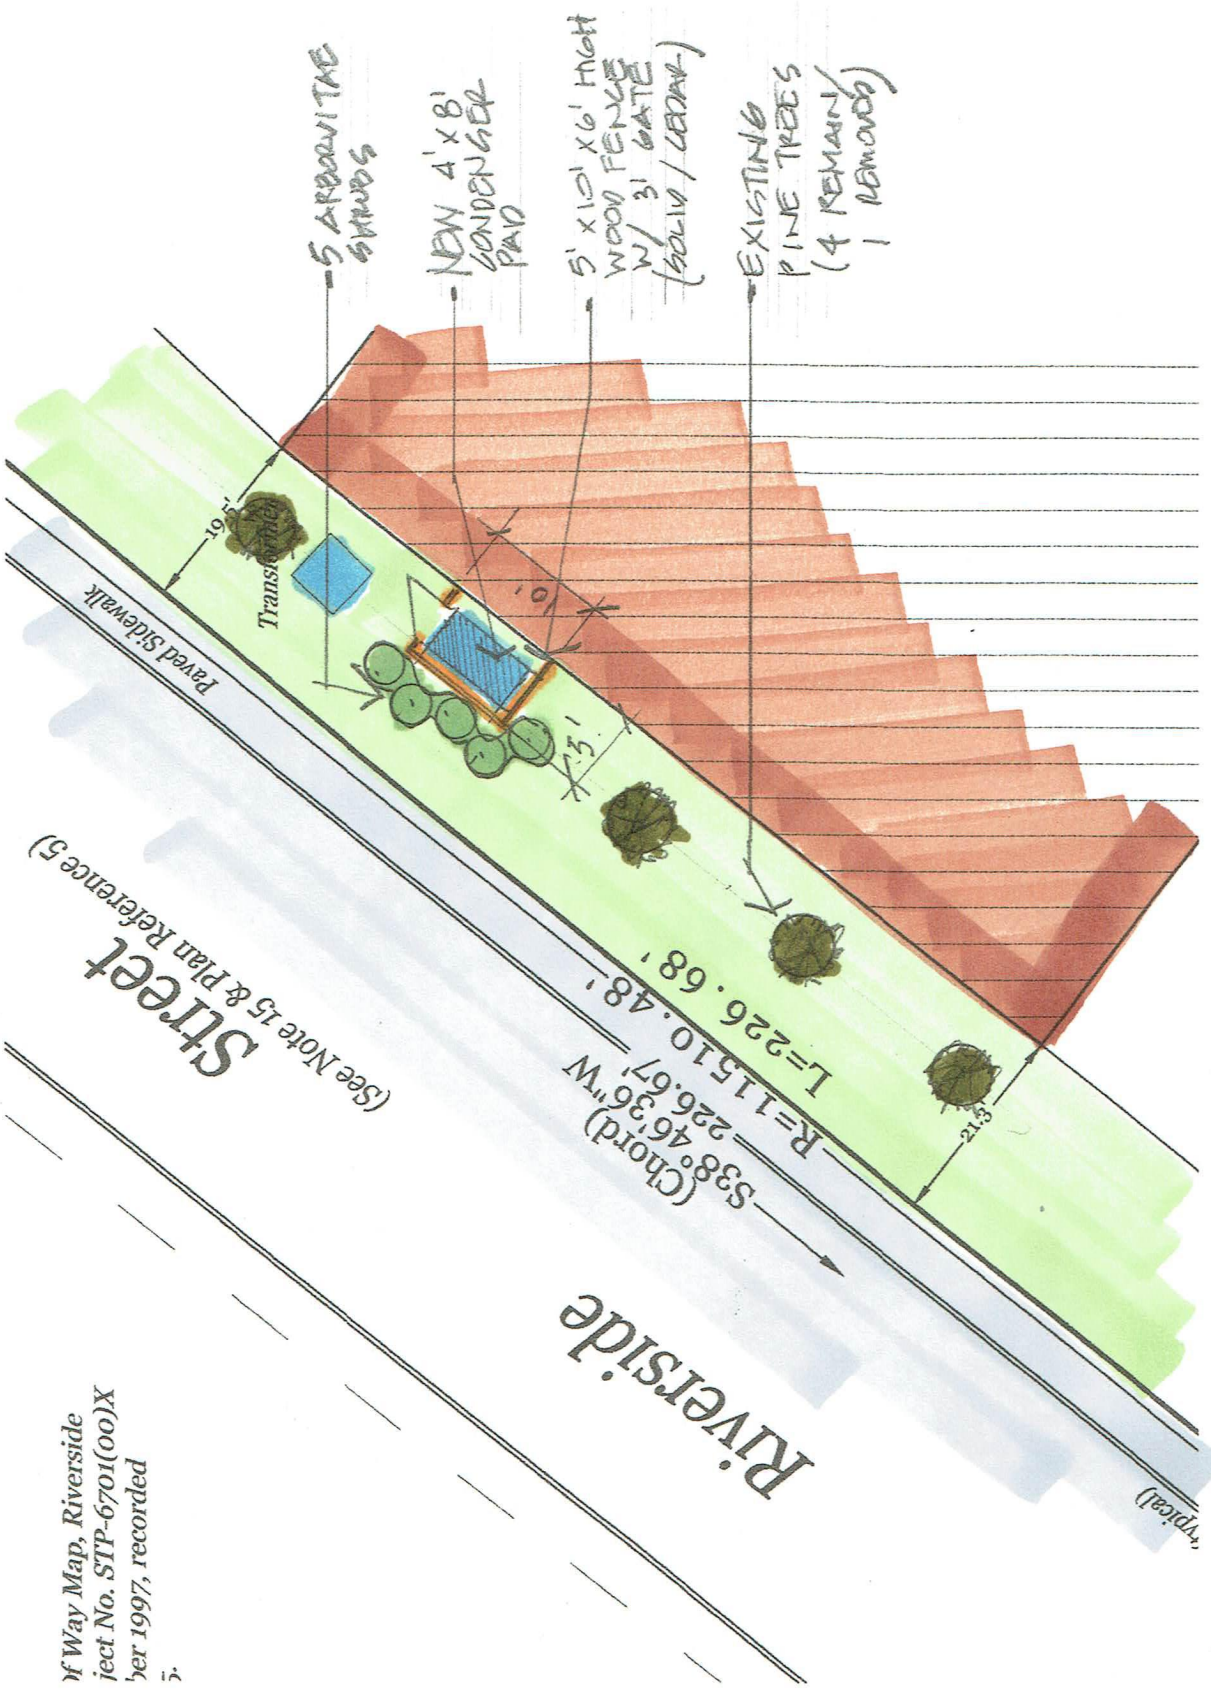 5 ARBORVITAE
SHRUBS
NEW 4' x 8'
CONDENSER
PAD
5' x 10' x 6' HIGH
WOOD FENCE
W/ 3' GATE
(SOLID / CEDAR)
EXISTING
PINE TREES
(4 REMAIN/
1 REMOVED)
19.5'
Transformer
Paved Sidewalk
10'
5'
21.3'
Street
(See Note 15 & Plan Reference 5)
Riverside
L=226.68'
R=11510.48'
S38°46'36"W
226.67'
(Chord)
ypical)
f Way Map, Riverside
ject No. STP-6701(00)X
ber 1997, recorded
5.